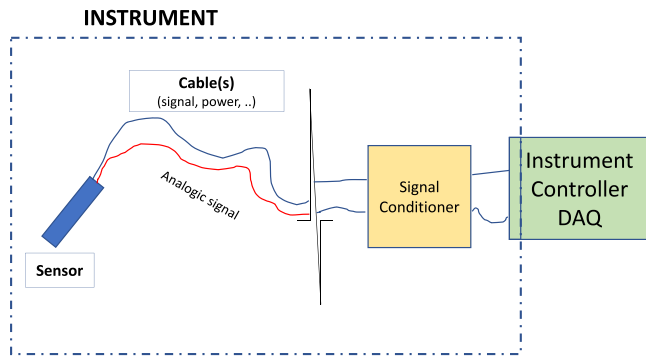 INSTRUMENT
Cable(s)
(signal, power, ..)
Analogic signal
Sensor
Signal
Conditioner
Instrument
Controller
DAQ